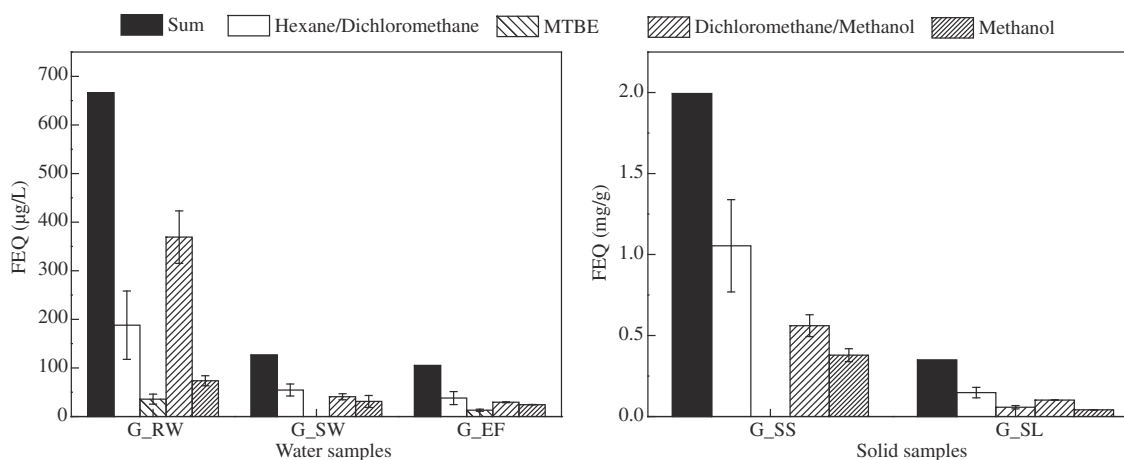 Sum Hexane/Dichloromethane MTBE Dichloromethane/Methanol Methanol
700
600
500
400
300
200
100
0
FEQ (μg/L)
G_RW G_SW G_EF
Water samples
2.0
1.5
1.0
0.5
0.0
FEQ (mg/g)
G_SS G_SL
Solid samples